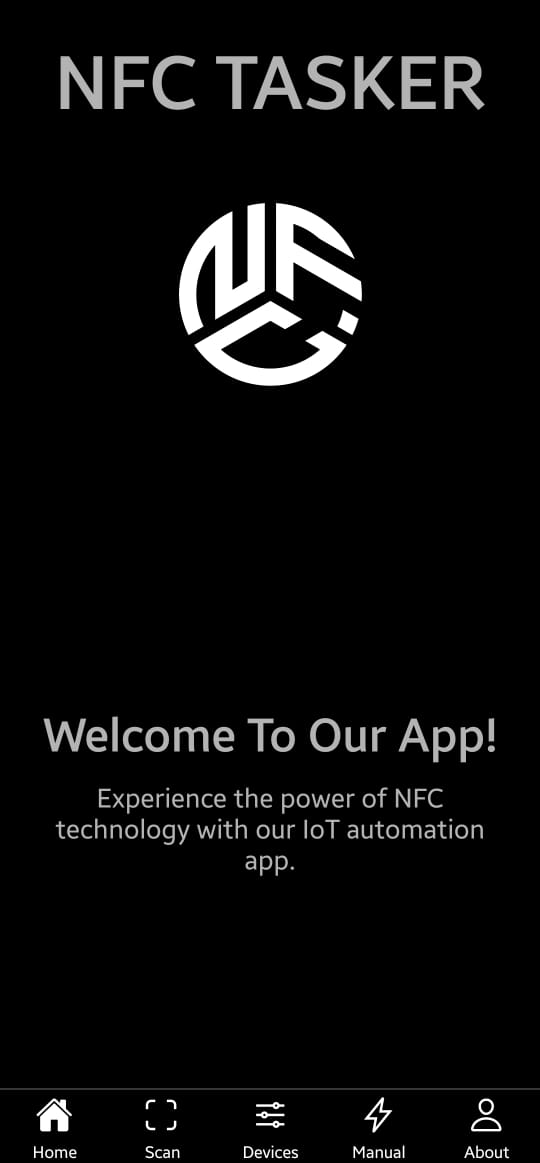 NFC TASKER
NFC
Welcome To Our App!
Experience the power of NFC
technology with our IoT automation
app.
Home
Scan
Devices
Manual
About